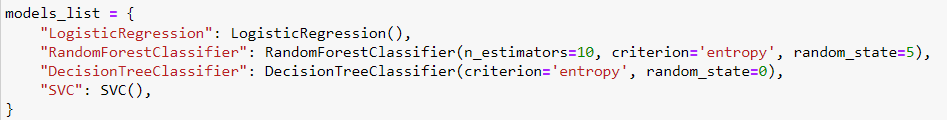 models_list = {
    "LogisticRegression": LogisticRegression(),
    "RandomForestClassifier": RandomForestClassifier(n_estimators=10, criterion='entropy', random_state=5),
    "DecisionTreeClassifier": DecisionTreeClassifier(criterion='entropy', random_state=0),
    "SVC": SVC(),
}